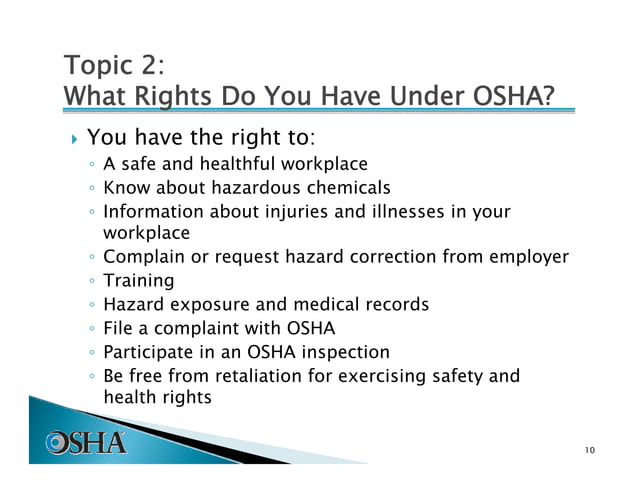 Topic 2:
What Rights Do You Have Under OSHA?
You have the right to:
◦ A safe and healthful workplace
◦ Know about hazardous chemicals
◦ Information about injuries and illnesses in your
workplace
◦ Complain or request hazard correction from employer
◦ Training
◦ Hazard exposure and medical records
◦ File a complaint with OSHA
◦ Participate in an OSHA inspection
◦ Be free from retaliation for exercising safety and
health rights
OSHA
10